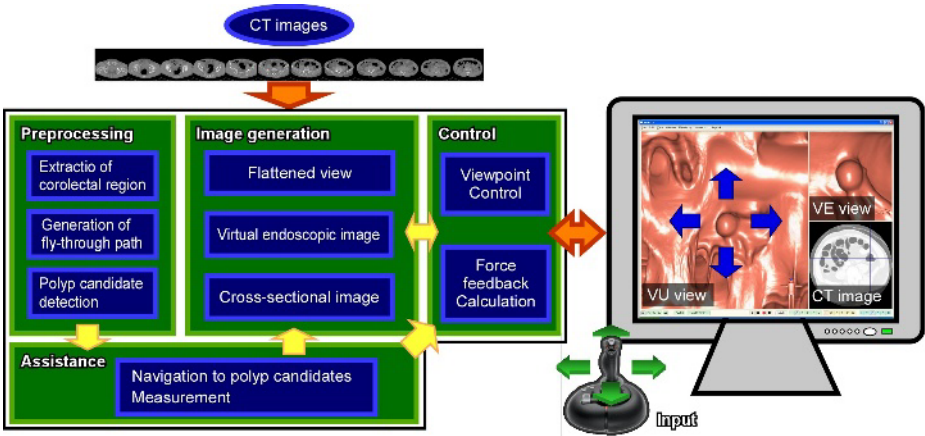 CT images
Preprocessing
Extractio of
corolectal region
Generation of
fly-through path
Polyp candidate
detection
Image generation
Flattened view
Virtual endoscopic image
Cross-sectional image
Control
Viewpoint
Control
Force
feedback
Calculation
Assistance
Navigation to polyp candidates
Measurement
VU view
VE view
CT image
Input